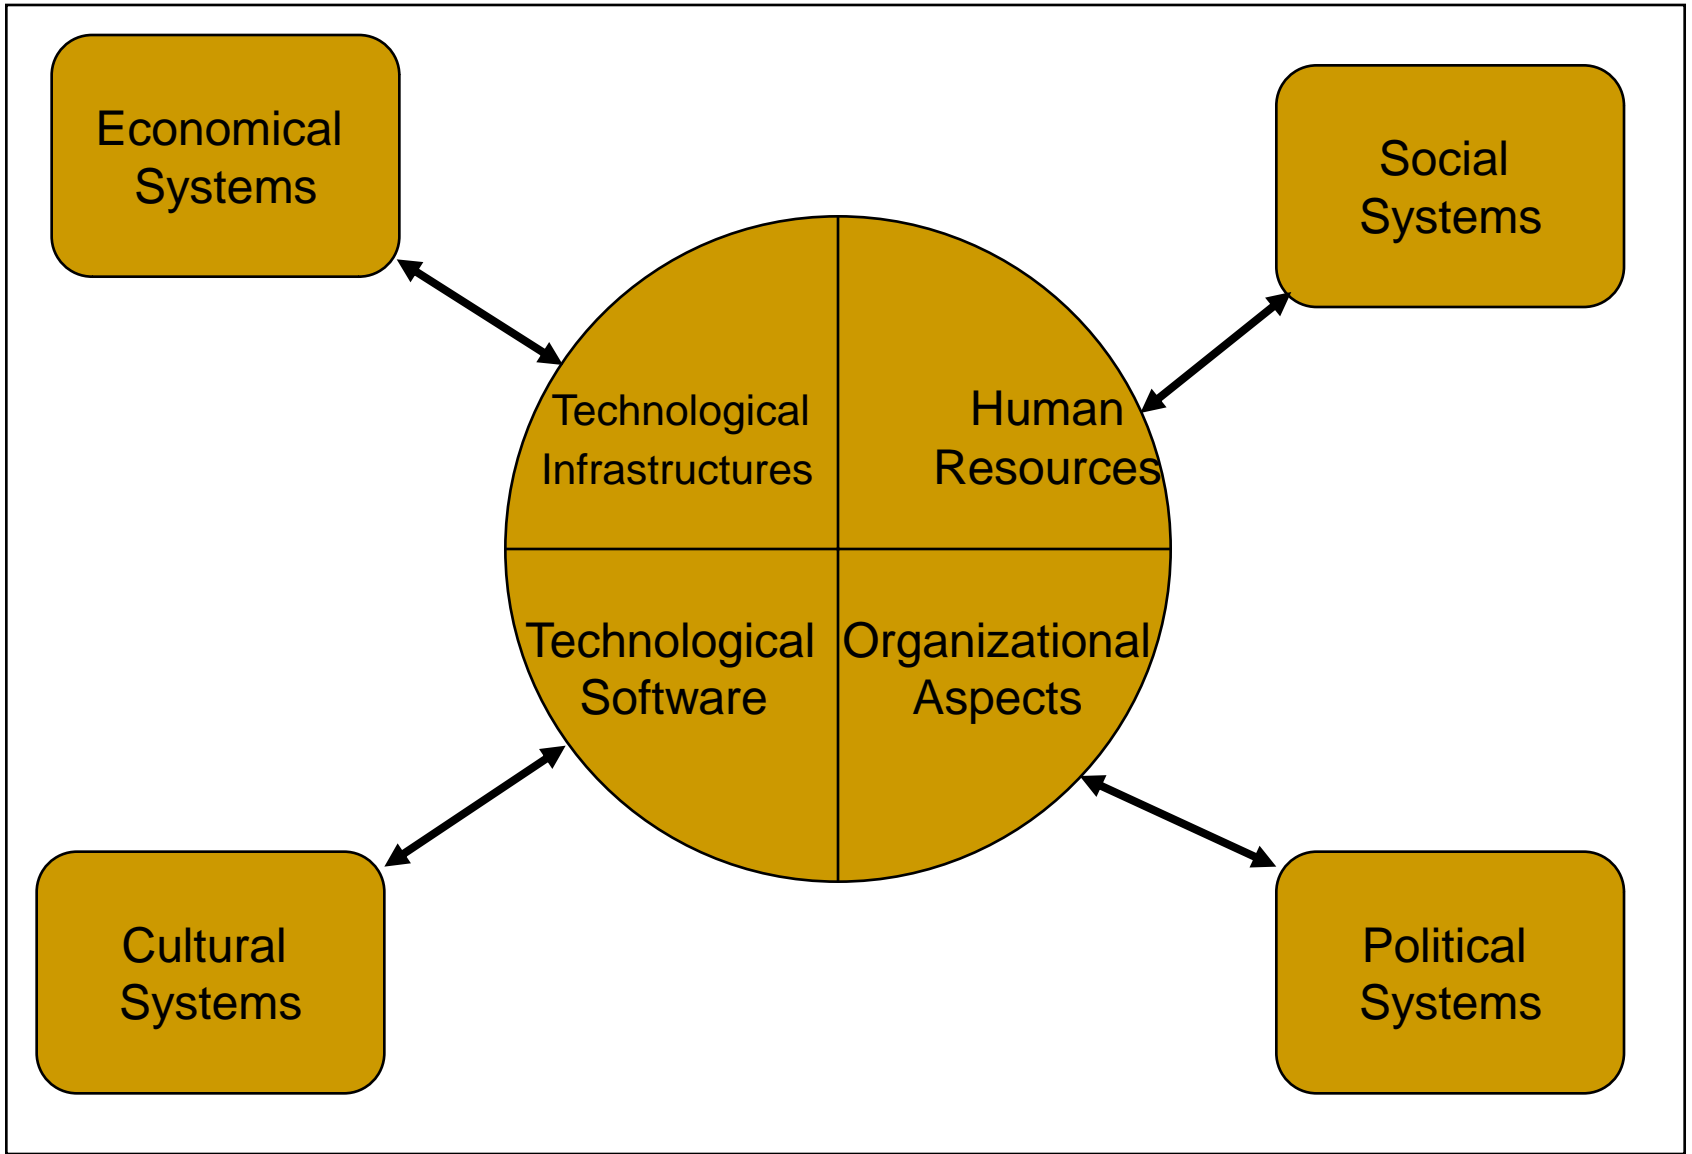 Economical
Systems
Social
Systems
Technological
Infrastructures
Human
Resources
Technological
Software
Organizational
Aspects
Cultural
Systems
Political
Systems